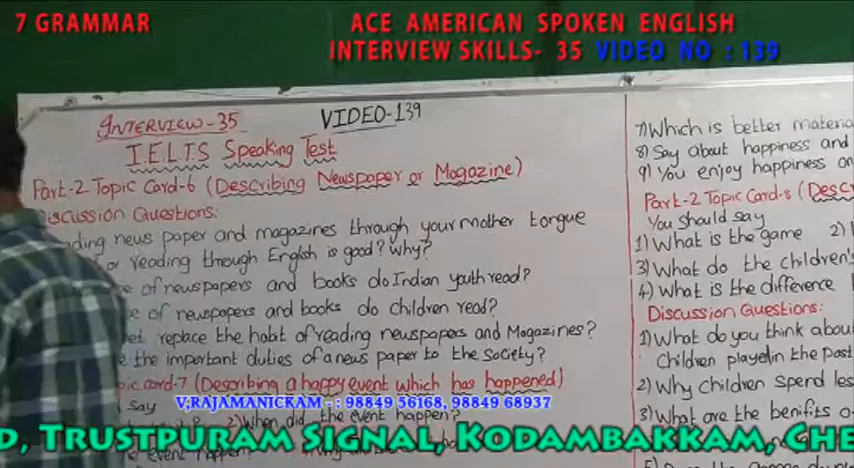 7 GRAMMAR
ACE AMERICAN SPOKEN ENGLISH
INTERVIEW SKILLS- 35 VIDEO NO : 139
INTERVIEW-35 VIDEO-139
I.E.L.T.S Speaking Test
Part-2 Topic Card-6 (Describing Newspaper or Magazine)
iscussion Questions:
ding news paper and magazines through your mother tongue
or reading through English is good? Why?
e of newspapers and books do Indian youth read?
e of newspapers and books do children read?
et replace the habit of reading newspapers and Magazines?
e the important duties of a news paper to the society?
pic card-7 (Describing a happy event which has happened)
say
2) When did the event happen?
the event happen?
7) Which is better materia
8) Say about happiness and
9) You enjoy happiness
Part-2 Topic Card-8 (Desc
You should say
1) What is the game 2)
3) What do the children's
4) What is the difference
Discussion Questions:
1) What do you think about
Children played in the past
2) Why children spend les
3) What are the benifits o
V;RAJAMANICKAM - : 98849 56168, 98849 68937
D, TRUSTPURAM SIGNAL, KODAMBAKKAM, CHE